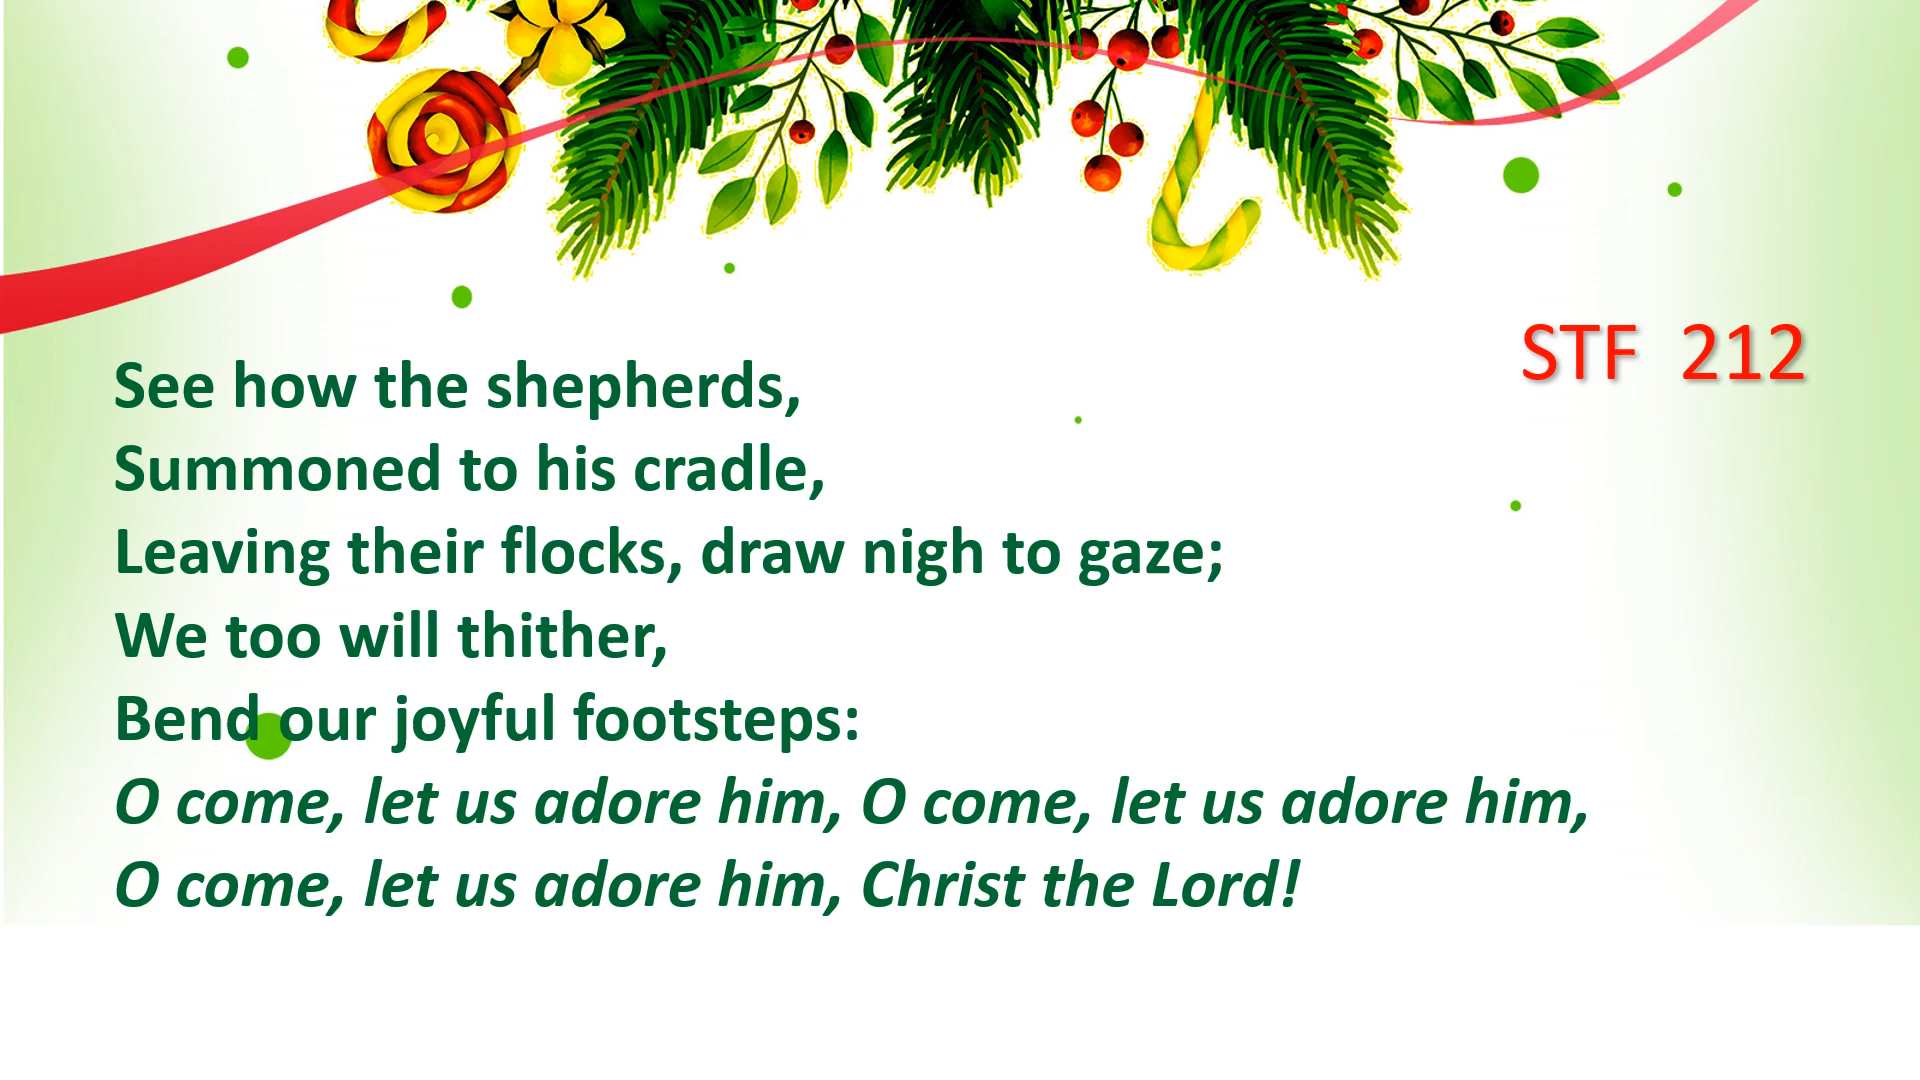 STF 212
See how the shepherds,
Summoned to his cradle,
Leaving their flocks, draw nigh to gaze;
We too will thither,
Bend our joyful footsteps:
O come, let us adore him, O come, let us adore him,
O come, let us adore him, Christ the Lord!